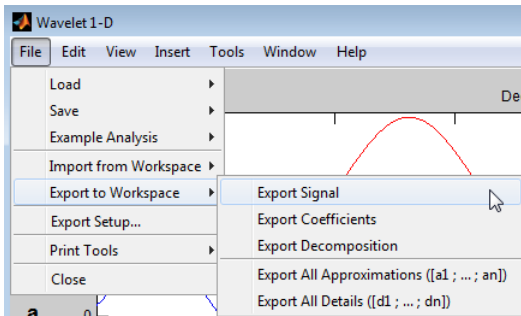 Wavelet 1-D
File Edit View Insert Tools Window Help
Load
Save
Example Analysis
Import from Workspace
Export to Workspace
Export Setup...
Print Tools
Close
De
Export Signal
Export Coefficients
Export Decomposition
Export All Approximations ([a1 ; ... ; an])
Export All Details ([d1 ; ... ; dn])
a 0